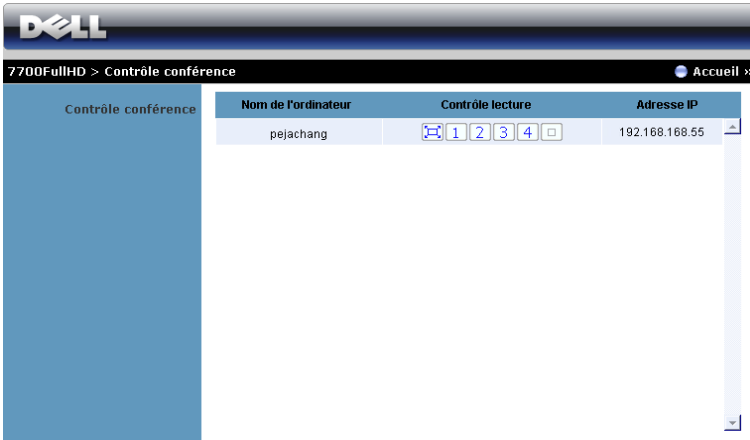 DELL
7700FullHD > Contrôle conférence
Accueil »
Contrôle conférence
Nom de l'ordinateur Contrôle lecture Adresse IP
pejachang 1 2 3 4 192.168.168.55